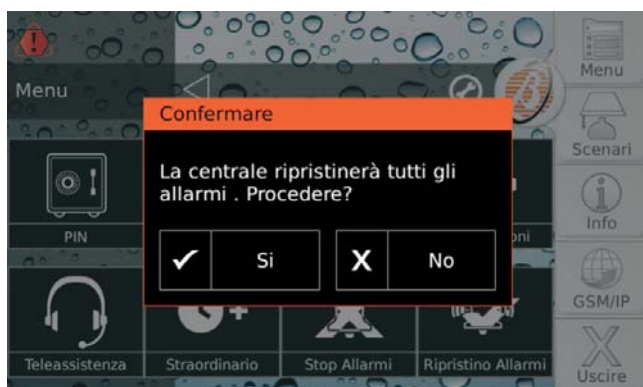 Menu
Menu
Confermare
La centrale ripristinerà tutti gli
allarmi . Procedere?
Si
No
PIN
oni
Teleassistenza
Straordinario
Stop Allarmi
Ripristino Allarmi
Scenari
Info
GSM/IP
Uscire